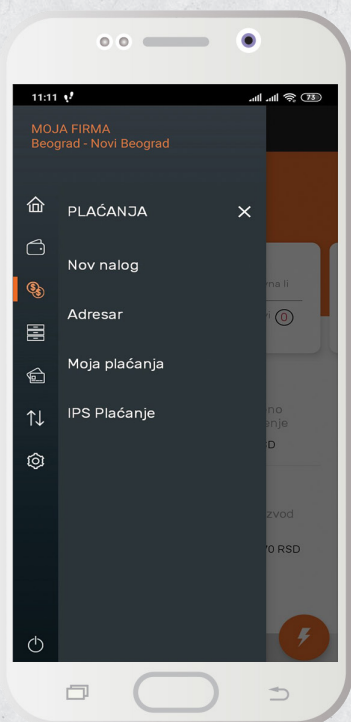 11:11
73
MOJA FIRMA
Beograd - Novi Beograd
PLAĆANJA
Nov nalog
na li
0
Adresar
Moja plaćanja
IPS Plaćanje
no
enje
D
zvod
70 RSD